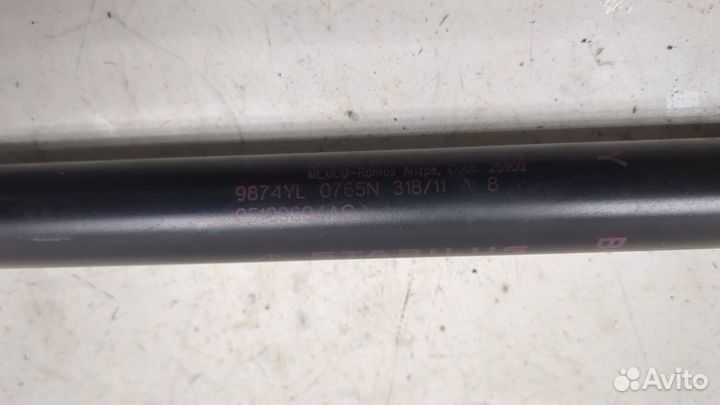 MEXICO-Ramos Arizpe, Coah. 25900
9874YL 0765N 318/11 A 8
STABILUS
Y
B
Avito